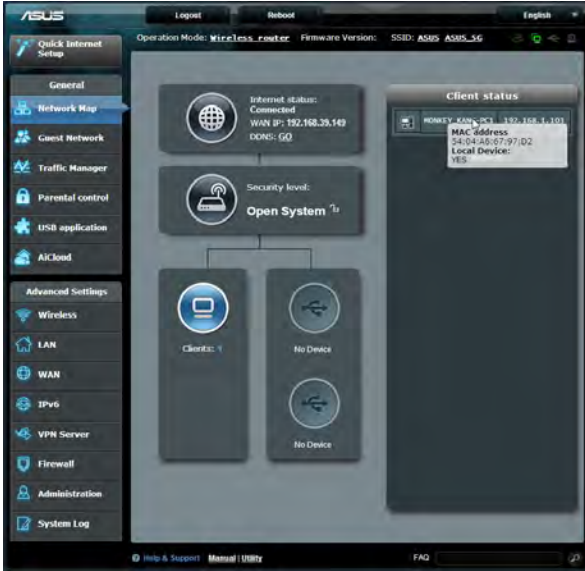 ASUS
Logout
Reboot
English
Quick Internet
Setup
Operation Mode: Wireless router Firmware Version: SSID: ASUS ASUS_5G
General
Network Map
Guest Network
Traffic Manager
Parental control
USB application
AiCloud
Advanced Settings
Wireless
LAN
WAN
IPv6
VPN Server
Firewall
Administration
System Log
Internet status:
Connected
WAN IP: 192.168.39.149
DDNS: GO
Security level:
Open System
Clients:
No Device
No Device
Client status
192.168.1.101
MAC address
54:04:A6:67:97:D2
Local Device:
YES
Help & Support Manual | Utility
FAQ